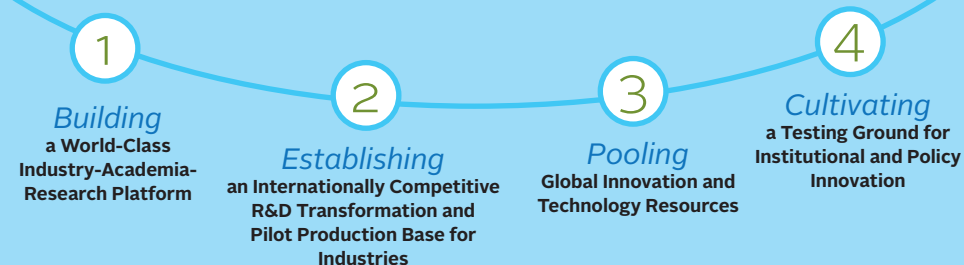 1
Building
a World-Class
Industry-Academia-
Research Platform
2
Establishing
an Internationally Competitive
R&D Transformation and
Pilot Production Base for
Industries
3
Pooling
Global Innovation and
Technology Resources
4
Cultivating
a Testing Ground for
Institutional and Policy
Innovation